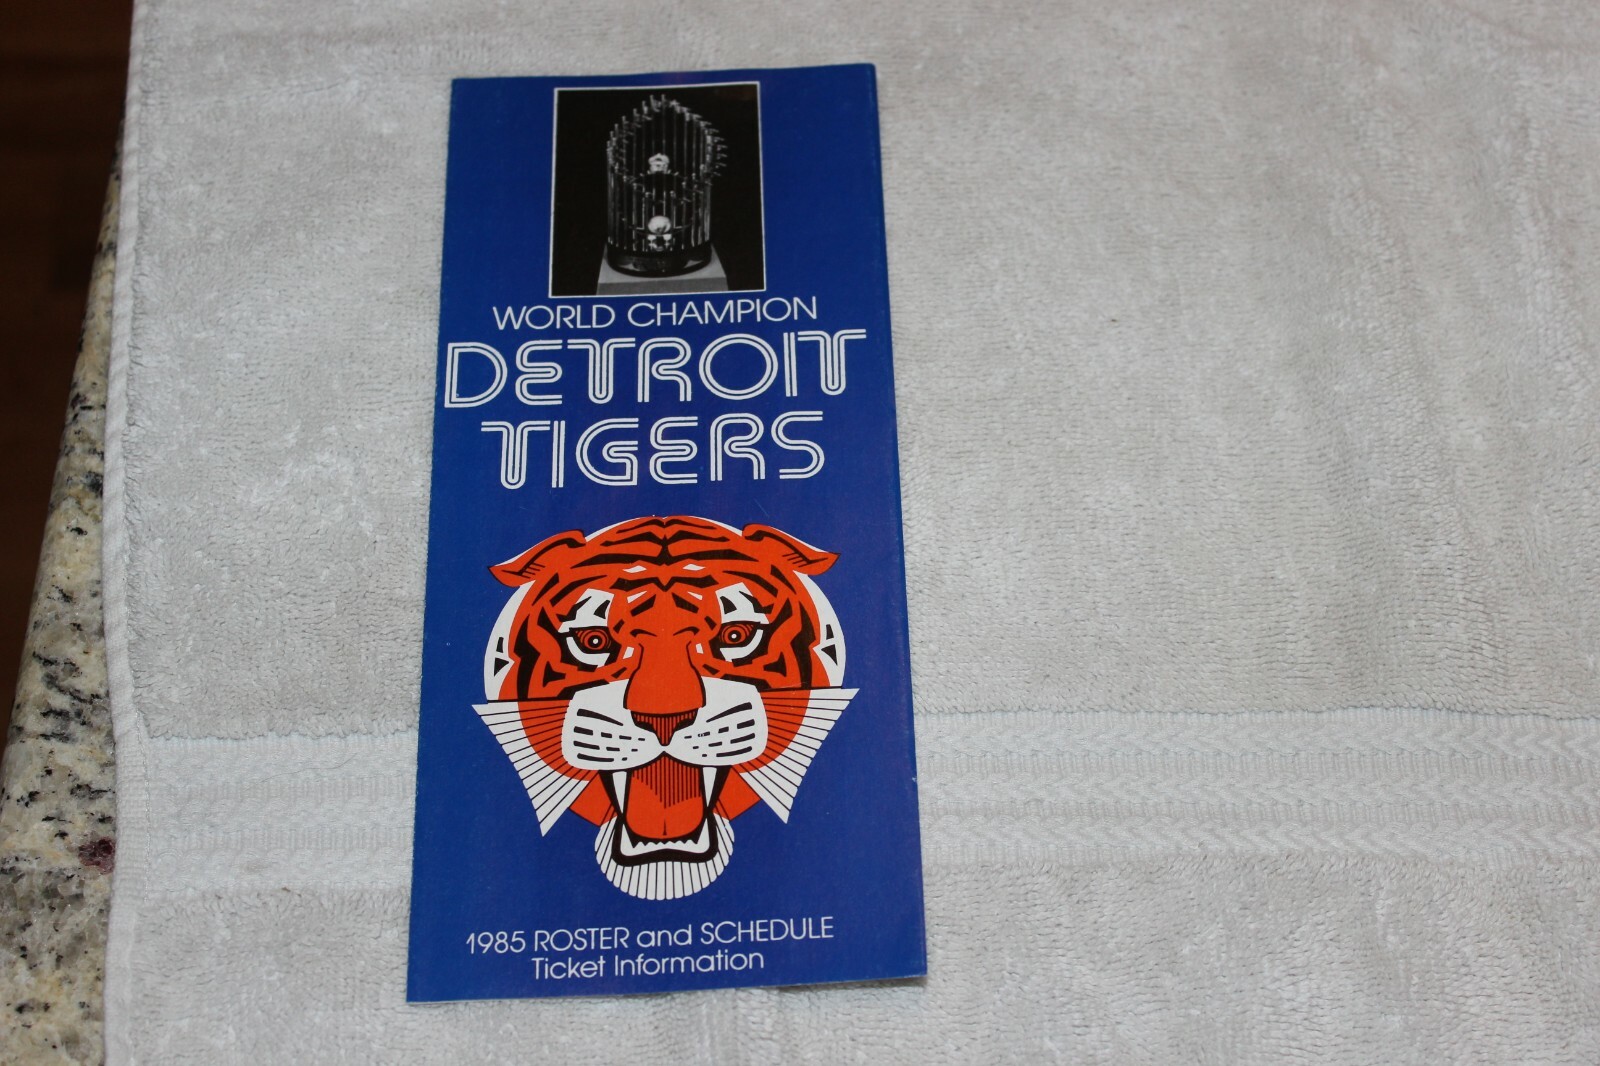 WORLD CHAMPION
DETROIT
TIGERS
1985 ROSTER and SCHEDULE
Ticket Information